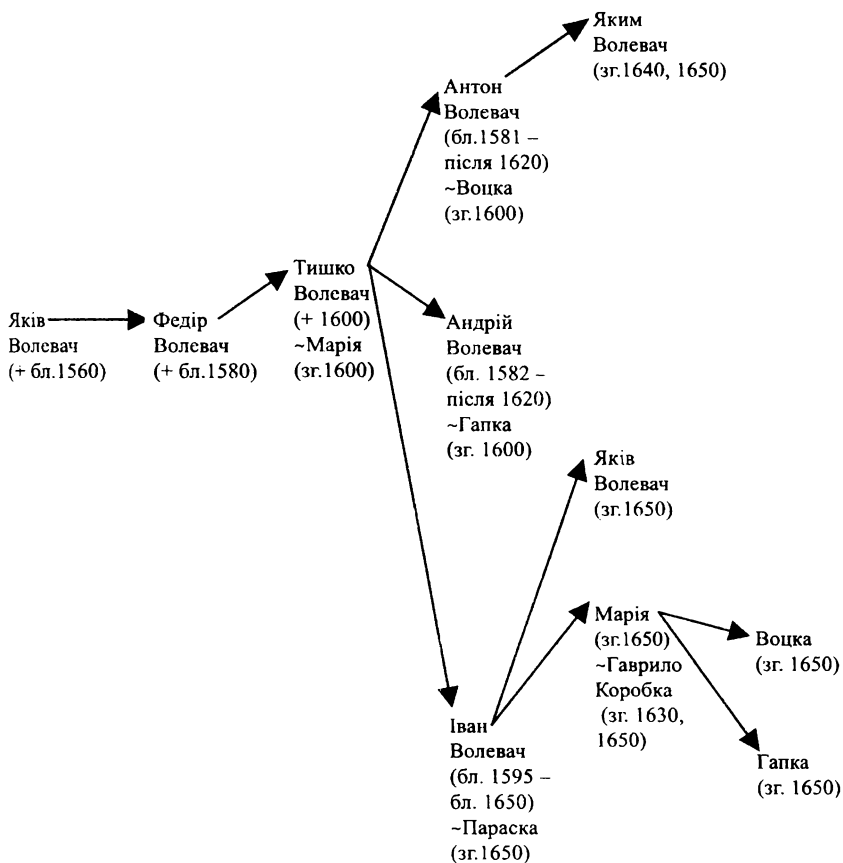 Яким
Волевач
(зг.1640, 1650)
Антон
Волевач
(бл.1581 –
після 1620)
~Воцка
(зг.1600)
Тишко
Волевач
(+ 1600)
~Марія
(зг.1600)
Яків
Волевач
(+ бл.1560)
Федір
Волевач
(+ бл.1580)
Андрій
Волевач
(бл. 1582 –
після 1620)
~Гапка
(зг. 1600)
Яків
Волевач
(зг.1650)
Марія
(зг.1650)
~Гаврило
Коробка
(зг. 1630,
1650)
Воцка
(зг. 1650)
Гапка
(зг. 1650)
Іван
Волевач
(бл. 1595 –
бл. 1650)
~Параска
(зг.1650)